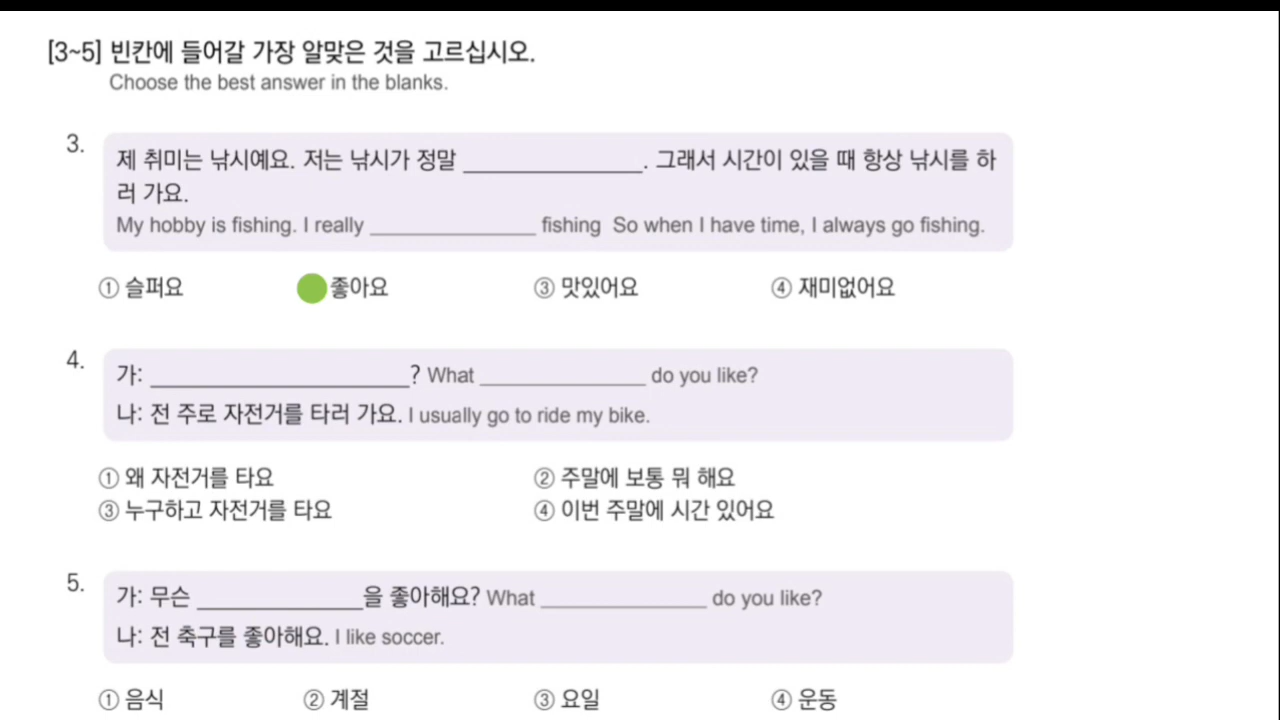 [3~5] 빈칸에 들어갈 가장 알맞은 것을 고르십시오.
Choose the best answer in the blanks.
3.
제 취미는 낚시예요. 저는 낚시가 정말 ________________. 그래서 시간이 있을 때 항상 낚시를 하
러 가요.
My hobby is fishing. I really _______________ fishing So when I have time, I always go fishing.
① 슬퍼요 좋아요 ③ 맛있어요 ④ 재미없어요
4.
가: _______________________? What _______________ do you like?
나: 전 주로 자전거를 타러 가요. I usually go to ride my bike.
① 왜 자전거를 타요 ② 주말에 보통 뭐 해요
③ 누구하고 자전거를 타요 ④ 이번 주말에 시간 있어요
5.
가: 무슨 _______________을 좋아해요? What _______________ do you like?
나: 전 축구를 좋아해요. I like soccer.
① 음식 ② 계절 ③ 요일 ④ 운동